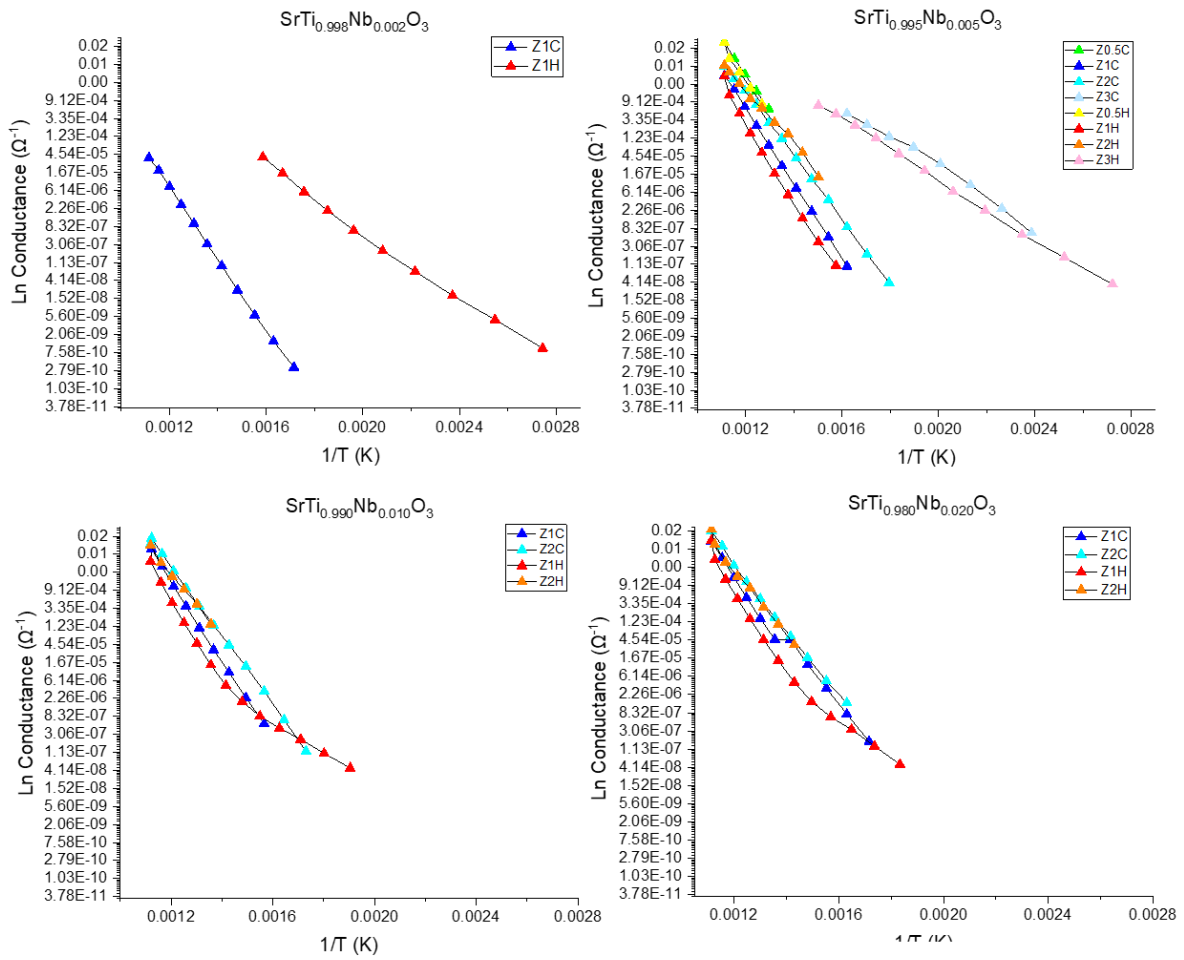 SrTi0.998Nb0.002O3
Z1C
Z1H
0.02
0.01
0.00
9.12E-04
3.35E-04
1.23E-04
4.54E-05
1.67E-05
6.14E-06
2.26E-06
8.32E-07
3.06E-07
1.13E-07
4.14E-08
1.52E-08
5.60E-09
2.06E-09
7.58E-10
2.79E-10
1.03E-10
3.78E-11
Ln Conductance (Ω-1)
0.0012 0.0016 0.0020 0.0024 0.0028
1/T (K)
SrTi0.995Nb0.005O3
Z0.5C
Z1C
Z2C
Z3C
Z0.5H
Z1H
Z2H
Z3H
0.02
0.01
0.00
9.12E-04
3.35E-04
1.23E-04
4.54E-05
1.67E-05
6.14E-06
2.26E-06
8.32E-07
3.06E-07
1.13E-07
4.14E-08
1.52E-08
5.60E-09
2.06E-09
7.58E-10
2.79E-10
1.03E-10
3.78E-11
Ln Conductance (Ω-1)
0.0012 0.0016 0.0020 0.0024 0.0028
1/T (K)
SrTi0.990Nb0.010O3
Z1C
Z2C
Z1H
Z2H
0.02
0.01
0.00
9.12E-04
3.35E-04
1.23E-04
4.54E-05
1.67E-05
6.14E-06
2.26E-06
8.32E-07
3.06E-07
1.13E-07
4.14E-08
1.52E-08
5.60E-09
2.06E-09
7.58E-10
2.79E-10
1.03E-10
3.78E-11
Ln Conductance (Ω-1)
0.0012 0.0016 0.0020 0.0024 0.0028
1/T (K)
SrTi0.980Nb0.020O3
Z1C
Z2C
Z1H
Z2H
0.02
0.01
0.00
9.12E-04
3.35E-04
1.23E-04
4.54E-05
1.67E-05
6.14E-06
2.26E-06
8.32E-07
3.06E-07
1.13E-07
4.14E-08
1.52E-08
5.60E-09
2.06E-09
7.58E-10
2.79E-10
1.03E-10
3.78E-11
Ln Conductance (Ω-1)
0.0012 0.0016 0.0020 0.0024 0.0028
1/T (K)